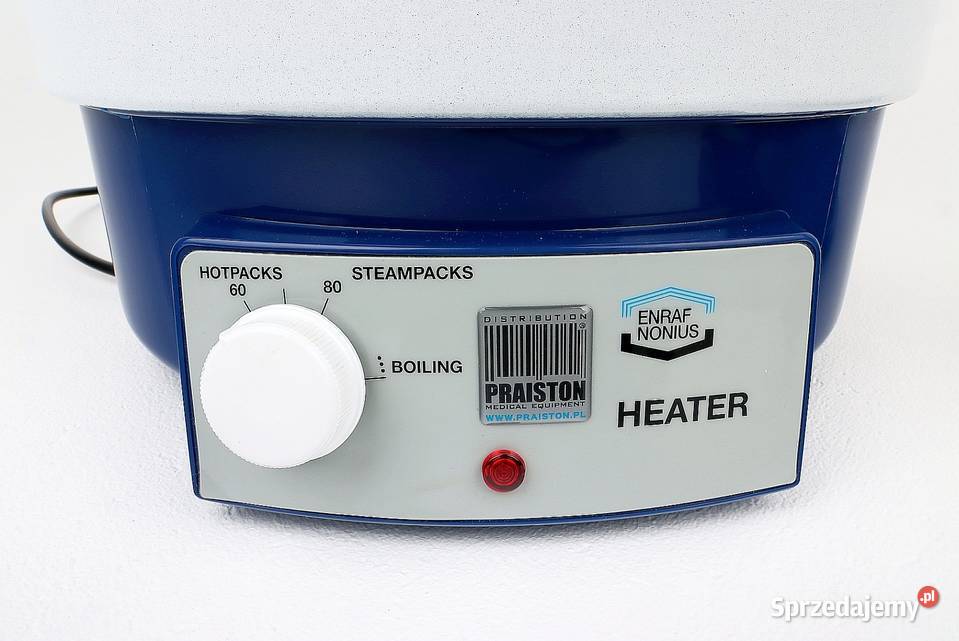 HOTPACKS
60
80
STEAMPACKS
BOILING
DISTRIBUTION
®
PRAISTON
MEDICAL EQUIPMENT
WWW.PRAISTON.PL
ENRAF
NONIUS
HEATER
Sprzedajemy.pl